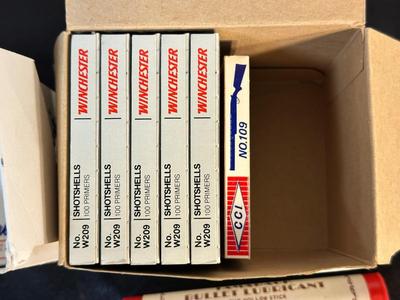 WINCHESTER
SHOTSHELLS
100 PRIMERS
No.
W209
WINCHESTER
SHOTSHELLS
100 PRIMERS
No.
W209
WINCHESTER
SHOTSHELLS
100 PRIMERS
No.
W209
WINCHESTER
SHOTSHELLS
100 PRIMERS
No.
W209
WINCHESTER
SHOTSHELLS
100 PRIMERS
No.
W209
NO.109
CCI
BULLET LUBRICANT
STICK